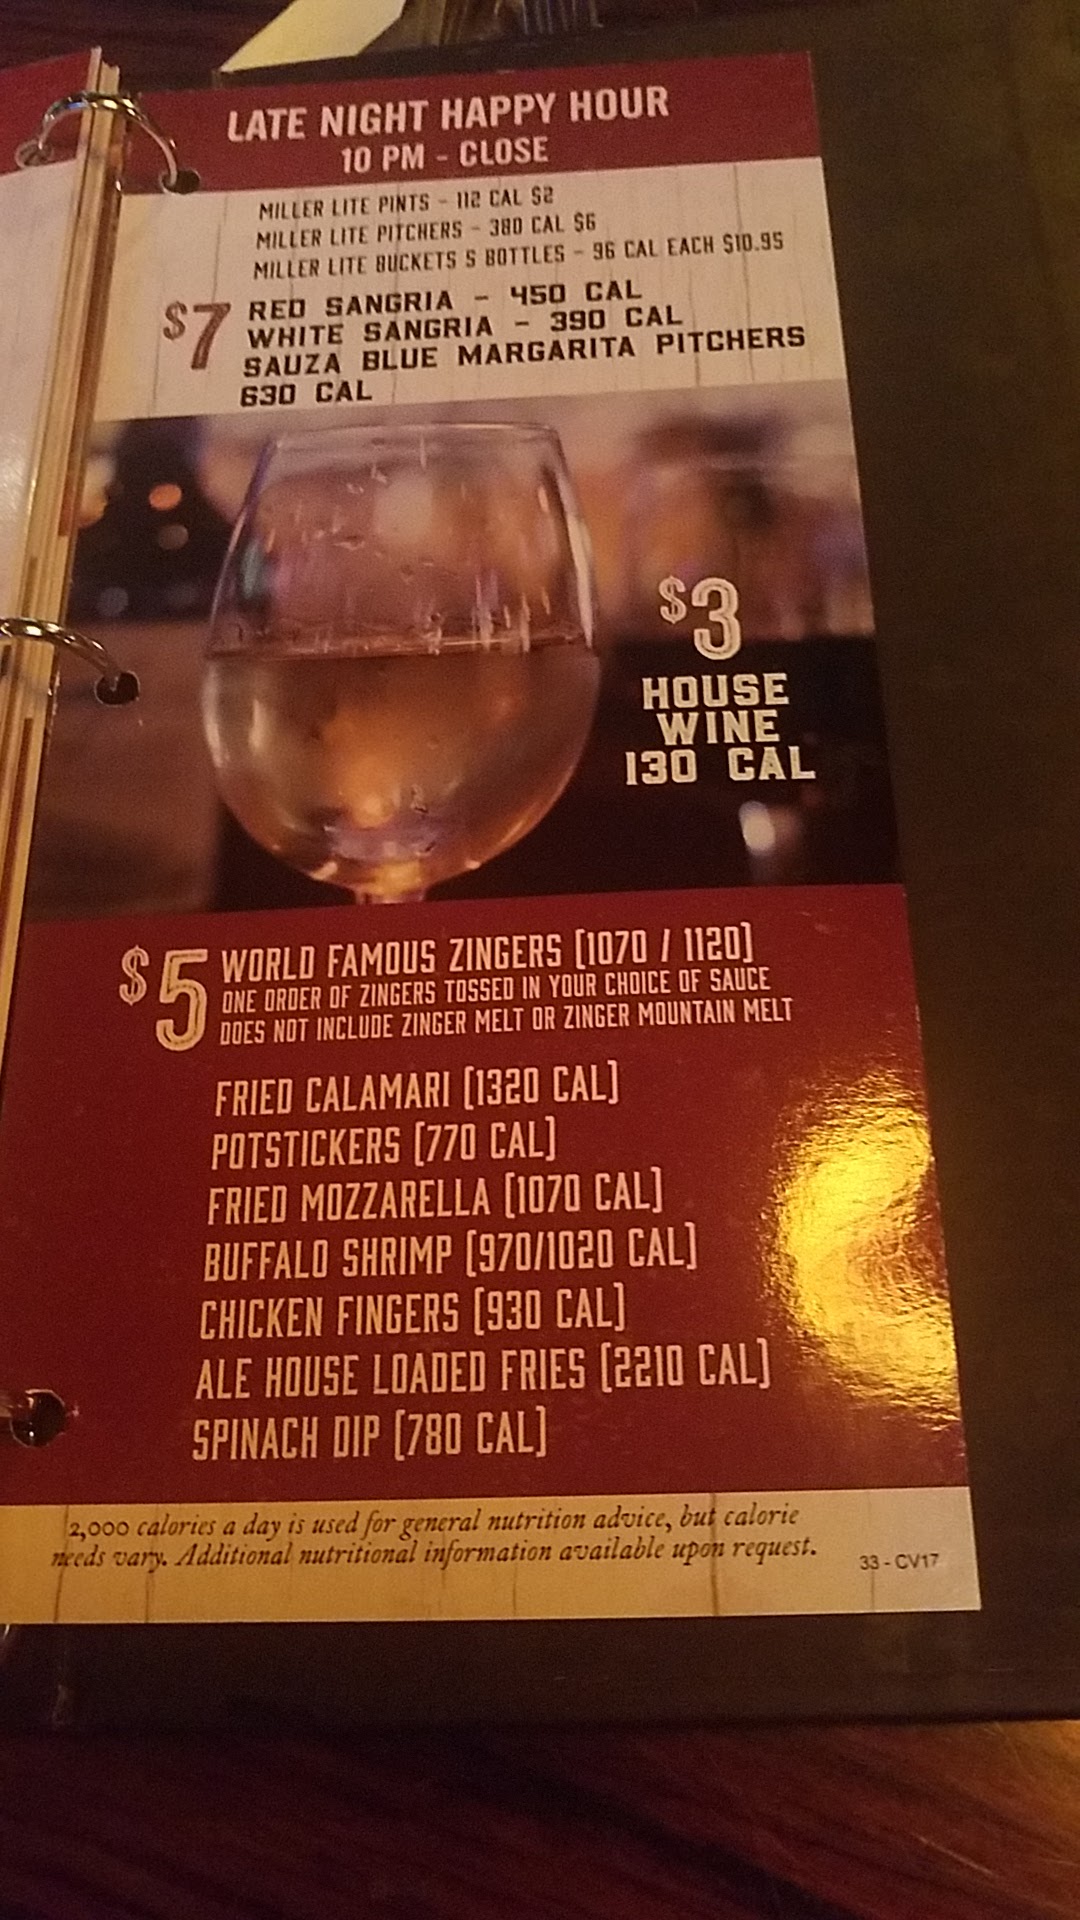 LATE NIGHT HAPPY HOUR
10 PM - CLOSE
MILLER LITE PINTS - 112 CAL $2
MILLER LITE PITCHERS - 380 CAL $6
MILLER LITE BUCKETS 5 BOTTLES - 96 CAL EACH $10.95
$7
RED SANGRIA - 450 CAL
WHITE SANGRIA - 390 CAL
SAUZA BLUE MARGARITA PITCHERS
630 CAL
$3
HOUSE
WINE
130 CAL
$5
WORLD FAMOUS ZINGERS [1070 / 1120]
ONE ORDER OF ZINGERS TOSSED IN YOUR CHOICE OF SAUCE
DOES NOT INCLUDE ZINGER MELT OR ZINGER MOUNTAIN MELT
FRIED CALAMARI [1320 CAL]
POTSTICKERS [770 CAL]
FRIED MOZZARELLA [1070 CAL]
BUFFALO SHRIMP [970/1020 CAL]
CHICKEN FINGERS [930 CAL]
ALE HOUSE LOADED FRIES [2210 CAL]
SPINACH DIP [780 CAL]
2,000 calories a day is used for general nutrition advice, but calorie
needs vary. Additional nutritional information available upon request.
33 - CV17